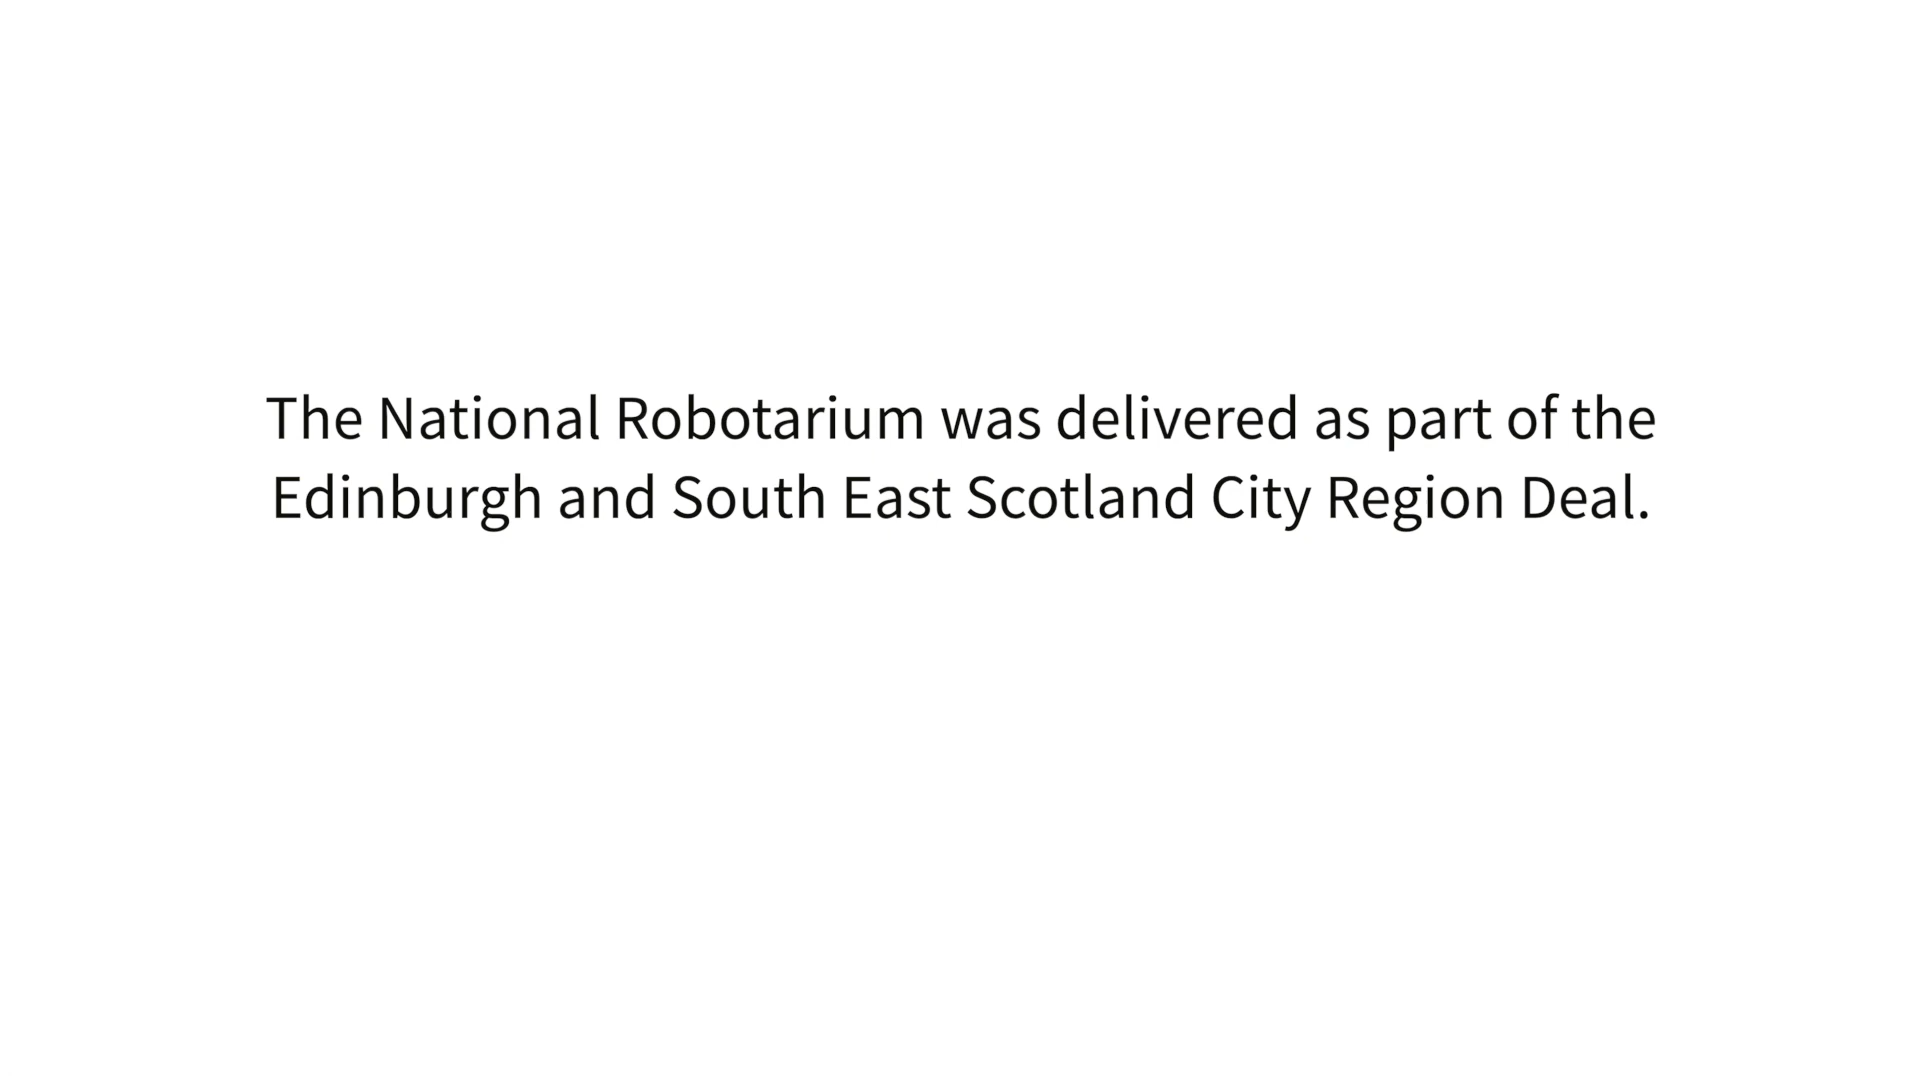 The National Robotarium was delivered as part of the
Edinburgh and South East Scotland City Region Deal.